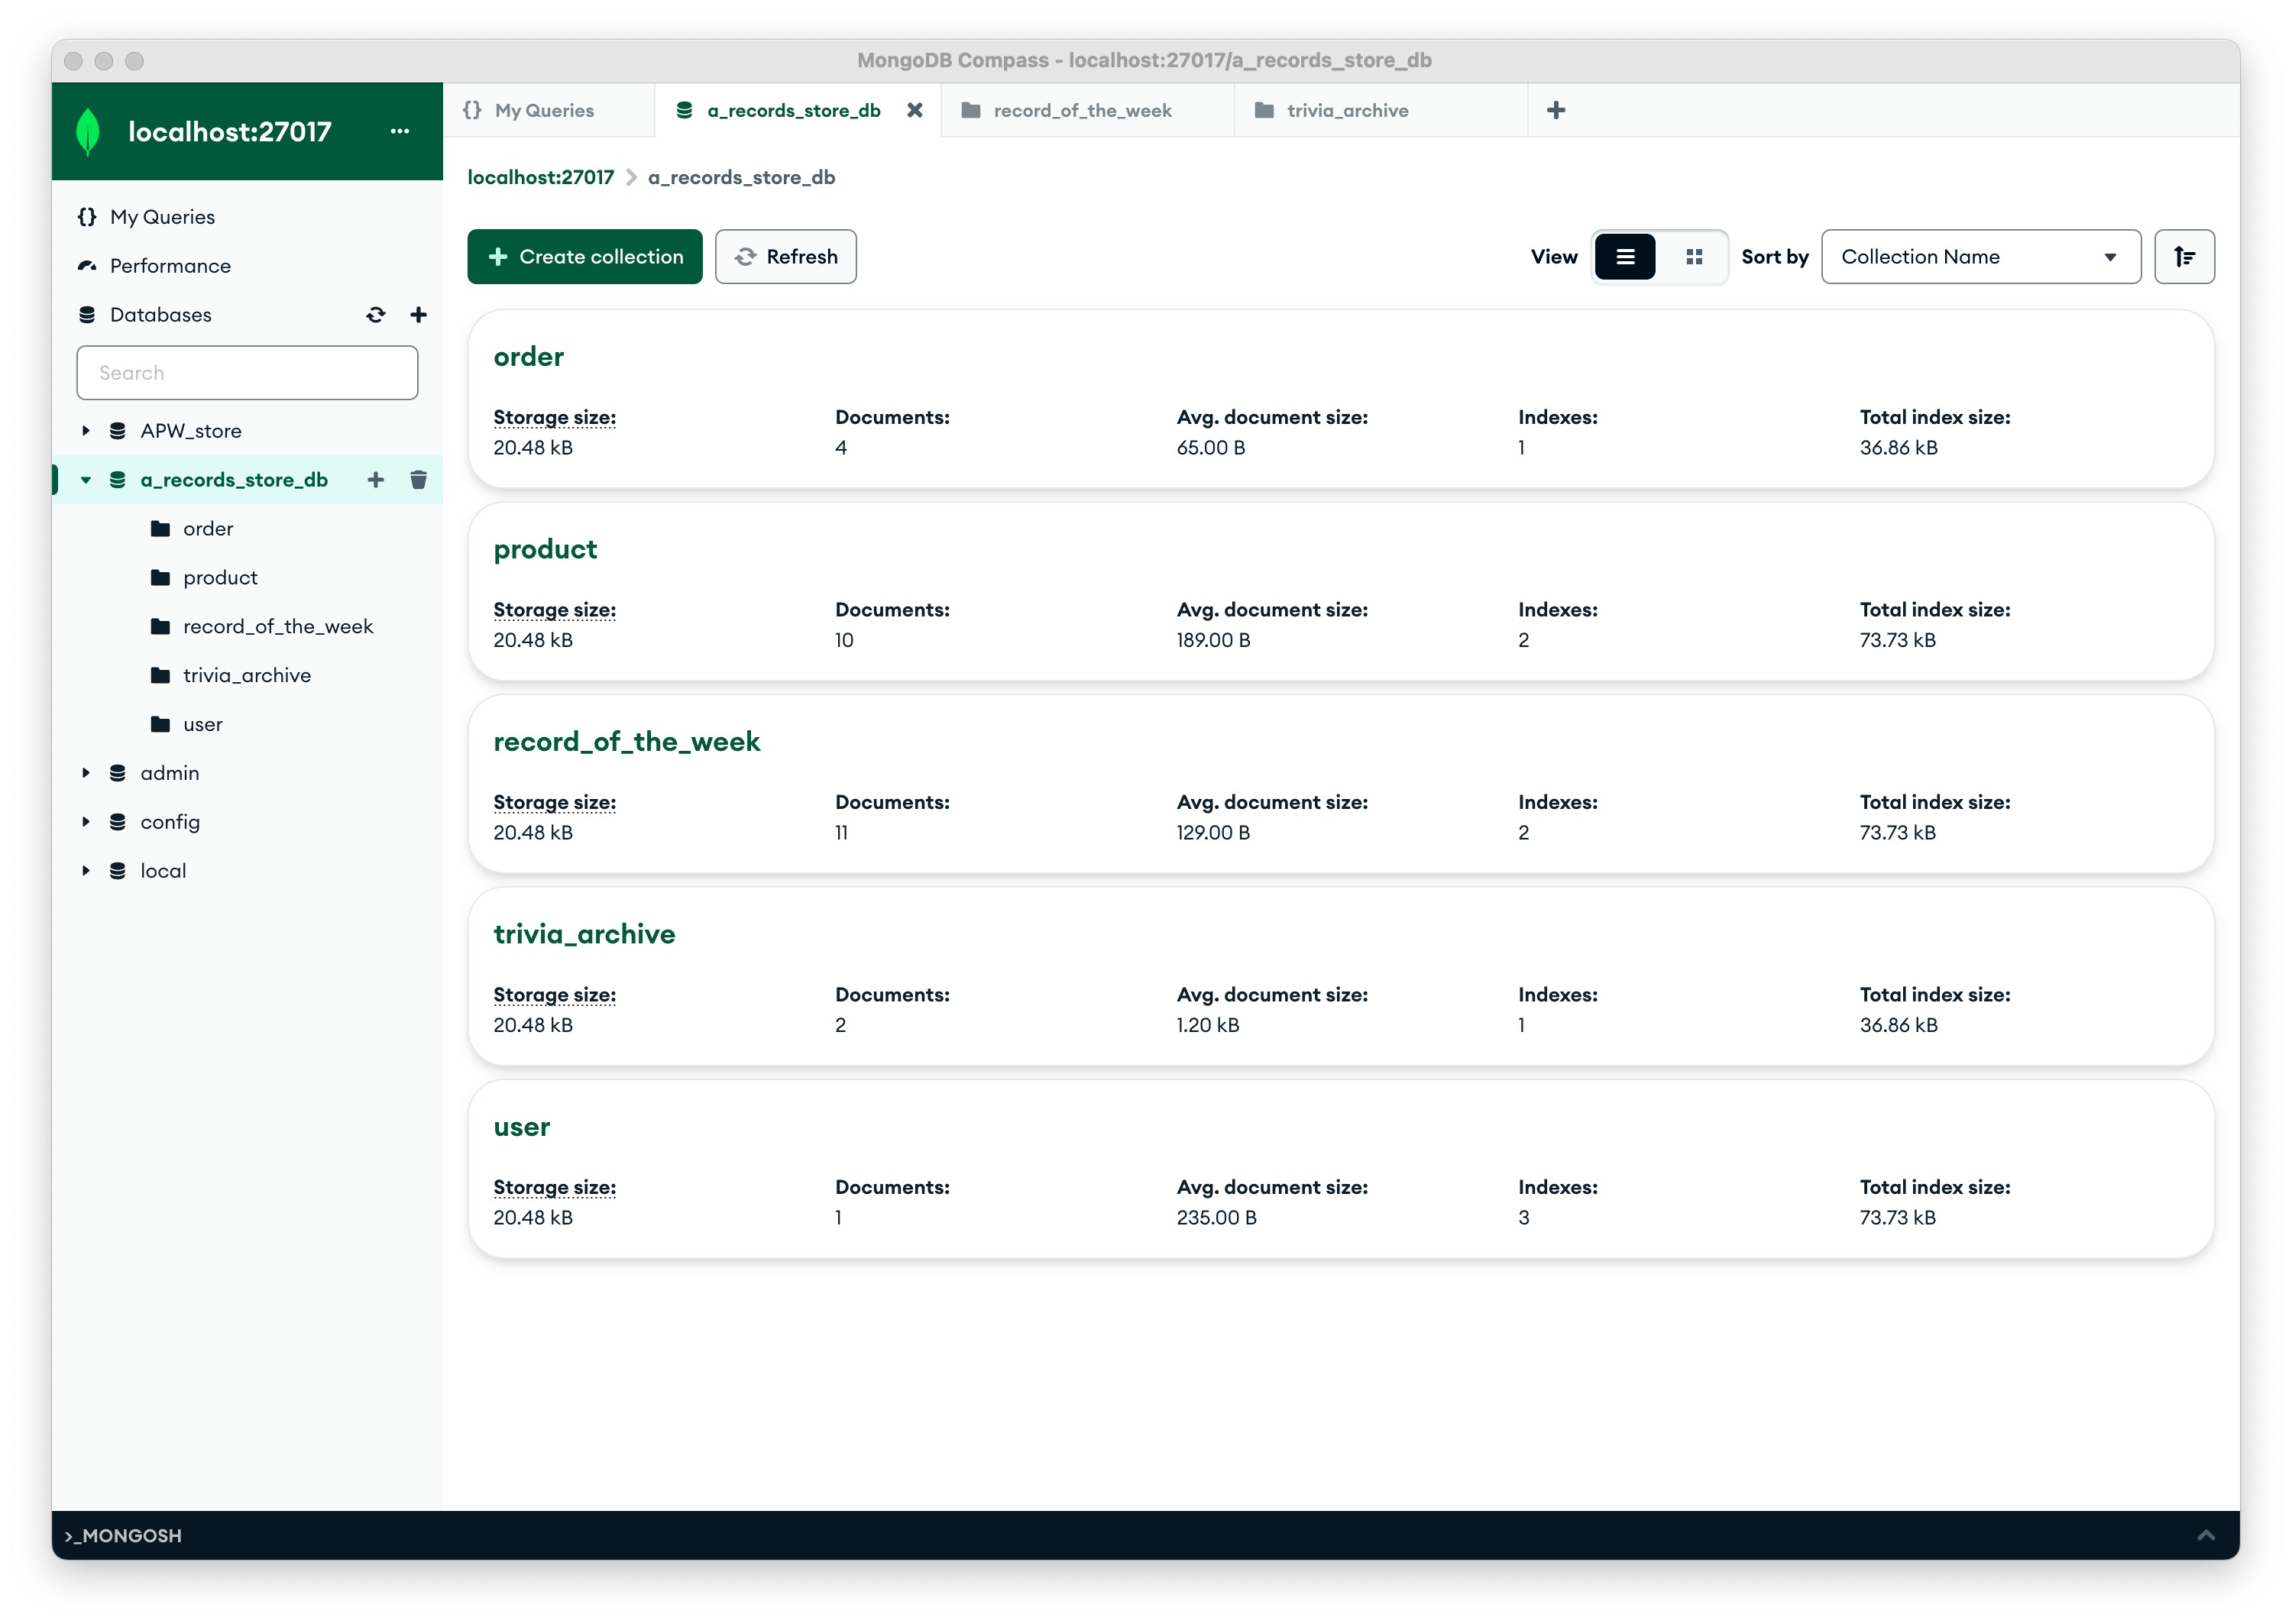 MongoDB Compass - localhost:27017/a_records_store_db
localhost:27017
My Queries
Performance
Databases
Search
APW_store
a_records_store_db
order
product
record_of_the_week
trivia_archive
user
admin
config
local
My Queries
a_records_store_db
record_of_the_week
trivia_archive
localhost:27017 a_records_store_db
Create collection Refresh View Sort by Collection Name
order
Storage size: Documents: Avg. document size: Indexes: Total index size:
20.48 kB 4 65.00 B 1 36.86 kB
product
Storage size: Documents: Avg. document size: Indexes: Total index size:
20.48 kB 10 189.00 B 2 73.73 kB
record_of_the_week
Storage size: Documents: Avg. document size: Indexes: Total index size:
20.48 kB 11 129.00 B 2 73.73 kB
trivia_archive
Storage size: Documents: Avg. document size: Indexes: Total index size:
20.48 kB 2 1.20 kB 1 36.86 kB
user
Storage size: Documents: Avg. document size: Indexes: Total index size:
20.48 kB 1 235.00 B 3 73.73 kB
>_MONGOSH